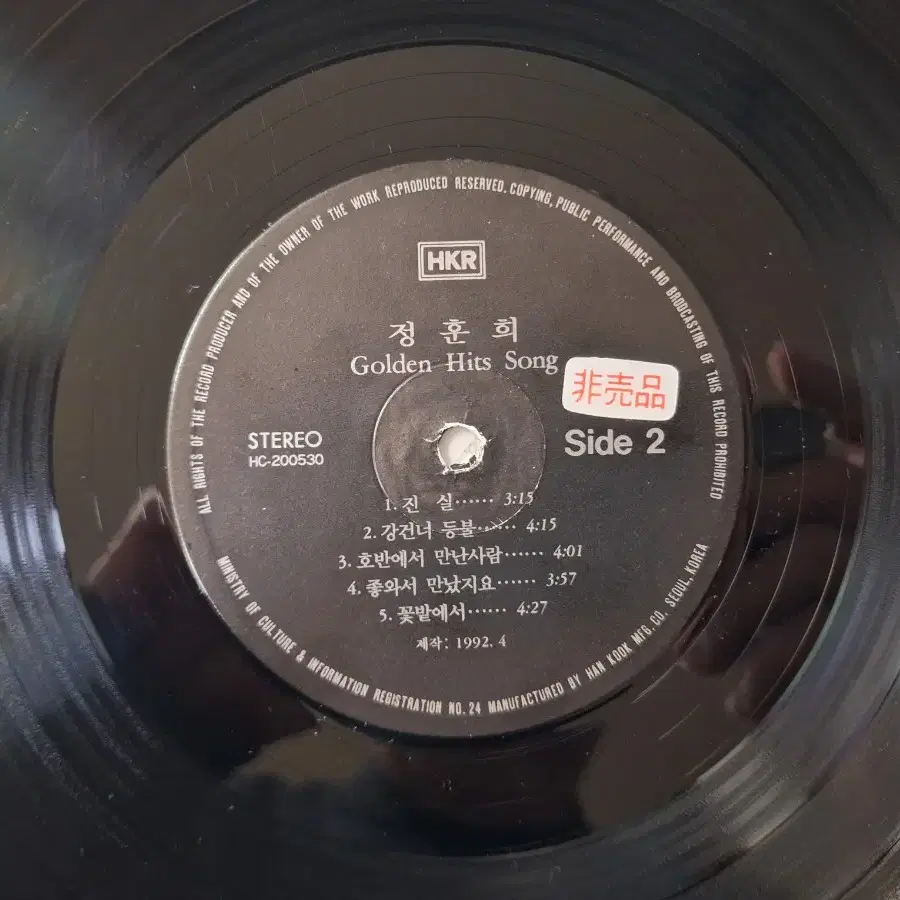 ALL RIGHTS OF THE RECORD PRODUCER AND OF THE OWNER OF THE WORK REPRODUCED RESERVED. COPYING, PUBLIC PERFORMANCE AND BRODCASTING OF THIS RECORD PROHIBITED
HKR
정훈희
Golden Hits Song
非売品
STEREO
HC-200530
Side 2
1. 진 실…… 3:15
2. 강건너 등불…… 4:15
3. 호반에서 만난사람…… 4:01
4. 좋와서 만났지요…… 3:57
5. 꽃밭에서…… 4:27
제작: 1992. 4
MINISTRY OF CULTURE & INFORMATION REGISTRATION NO. 24 MANUFACTURED BY HAN KOOK MFG. CO. SEOUL, KOREA